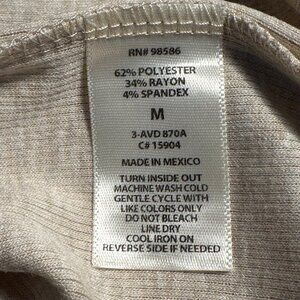 RN# 98586
62% POLYESTER
34% RAYON
4% SPANDEX
M
3-AVD 870A
C# 15904
MADE IN MEXICO
TURN INSIDE OUT
MACHINE WASH COLD
GENTLE CYCLE WITH
LIKE COLORS ONLY
DO NOT BLEACH
LINE DRY
COOL IRON ON
REVERSE SIDE IF NEEDED